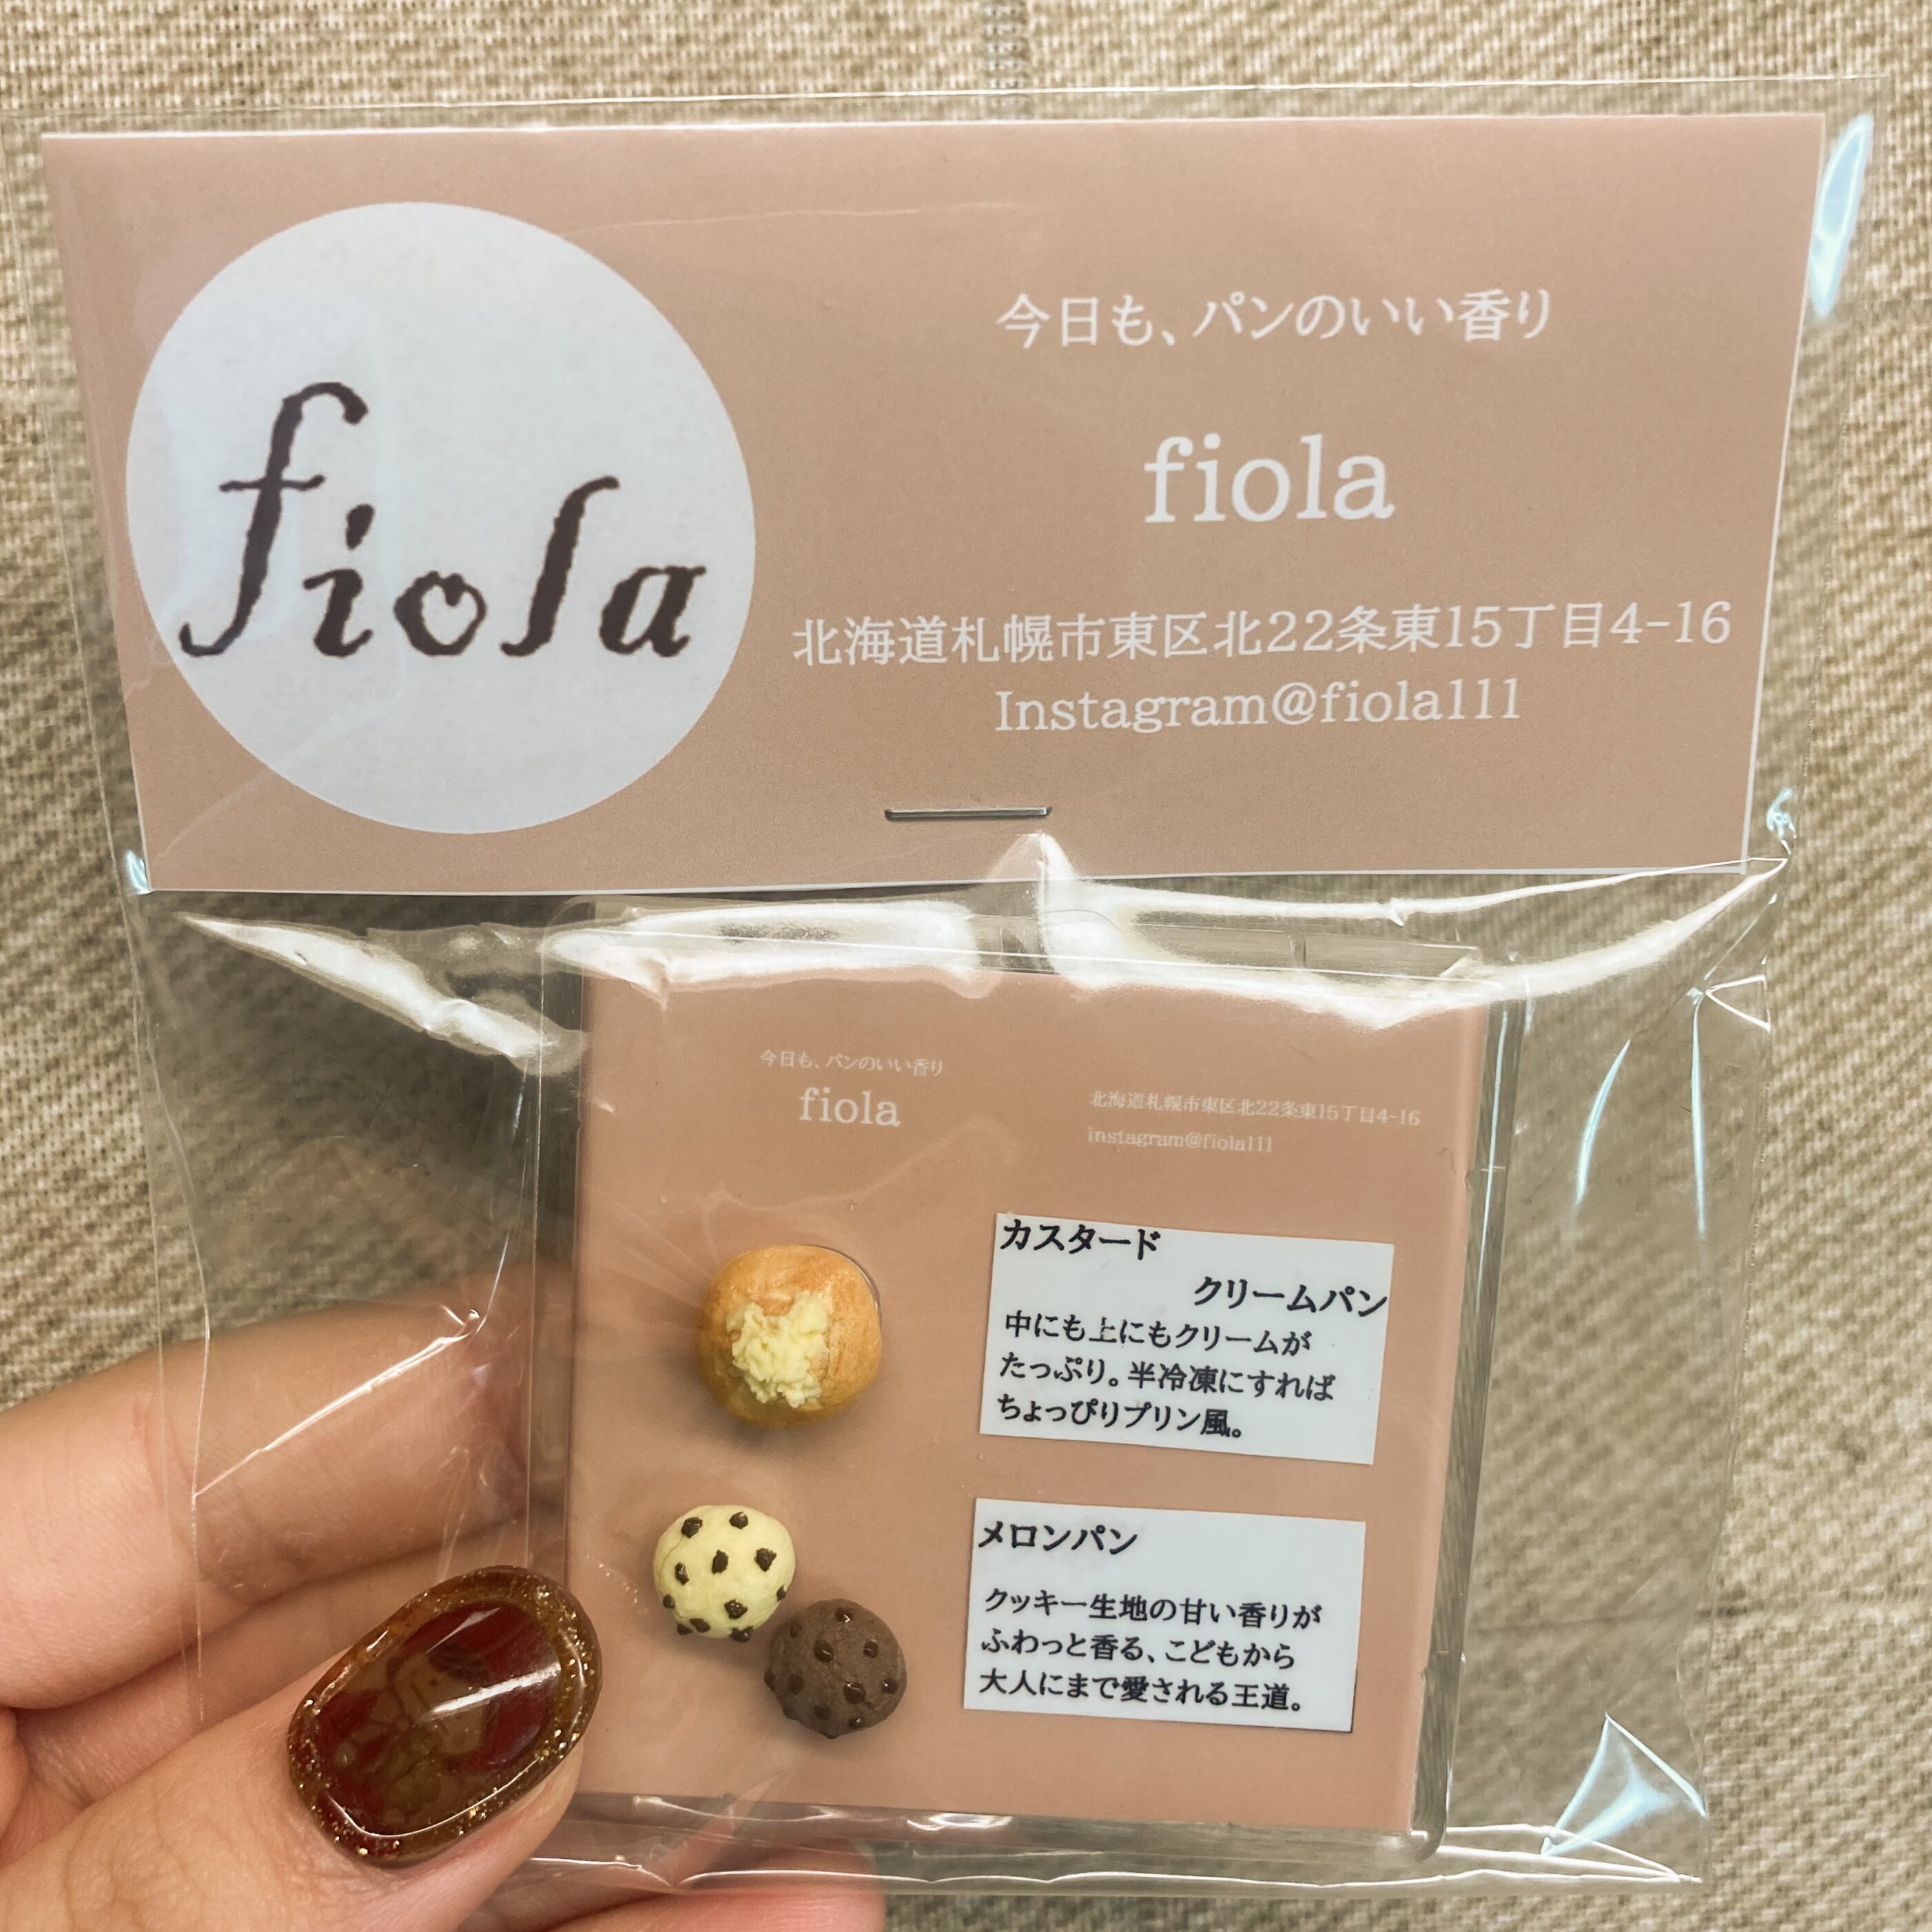 fiola
今日も、パンのいい香り
fiola
北海道札幌市東区北22条東15丁目4-16
Instagram@fiola111
今日も、パンのいい香り
fiola
北海道札幌市東区北22条東15丁目4-16
instagram@fiola111
カスタード
クリームパン
中にも上にもクリームが
たっぷり。半冷凍にすれば
ちょっぴりプリン風。
メロンパン
クッキー生地の甘い香りが
ふわっと香る、こどもから
大人にまで愛される王道。